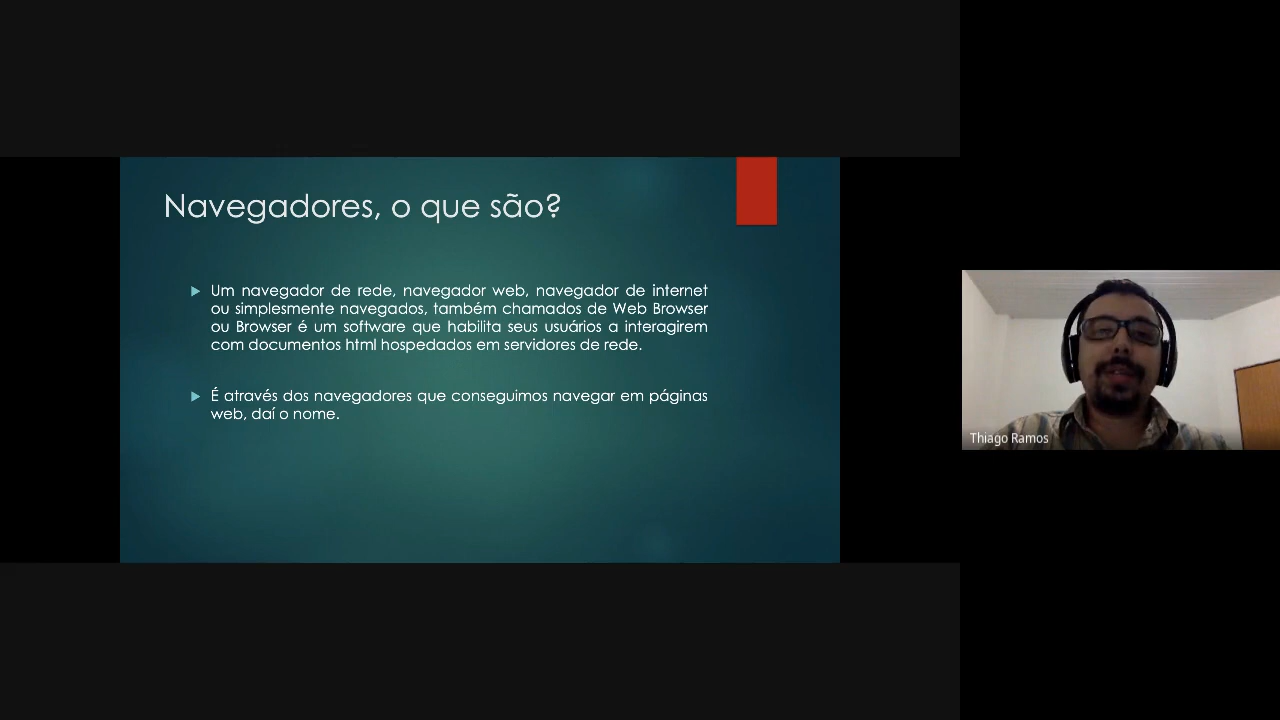 Navegadores, o que são?
Um navegador de rede, navegador web, navegador de internet
ou simplesmente navegados, também chamados de Web Browser
ou Browser é um software que habilita seus usuários a interagirem
com documentos html hospedados em servidores de rede.
É através dos navegadores que conseguimos navegar em páginas
web, daí o nome.
Thiago Ramos